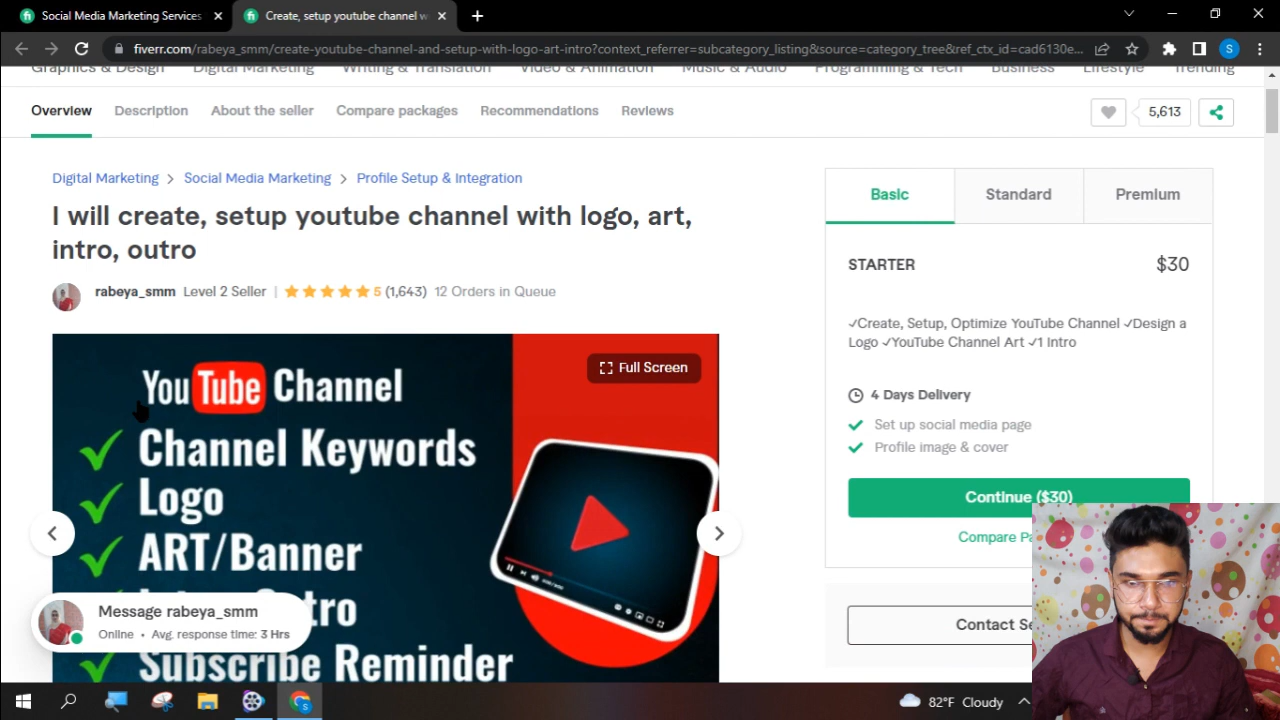 Social Media Marketing Services
Create, setup youtube channel w
fiverr.com/rabeya_smm/create-youtube-channel-and-setup-with-logo-art-intro?context_referrer=subcategory_listing&source=category_tree&ref_ctx_id=cad6130e...
S
Graphics & Design Digital Marketing Writing & Translation Video & Animation Music & Audio Programming & Tech Business Lifestyle Trending
Overview Description About the seller Compare packages Recommendations Reviews
5,613
Digital Marketing > Social Media Marketing > Profile Setup & Integration
I will create, setup youtube channel with logo, art,
intro, outro
rabeya_smm Level 2 Seller | 5 (1,643) 12 Orders in Queue
Full Screen
YouTube Channel
✓ Channel Keywords
✓ Logo
✓ ART/Banner
tro
✓ Subscribe Reminder
Message rabeya_smm
Online • Avg. response time: 3 Hrs
Basic Standard Premium
STARTER $30
✓Create, Setup, Optimize YouTube Channel ✓Design a
Logo ✓YouTube Channel Art ✓1 Intro
4 Days Delivery
✓ Set up social media page
✓ Profile image & cover
Continue ($30)
Compare Pa
Contact Se
82°F Cloudy